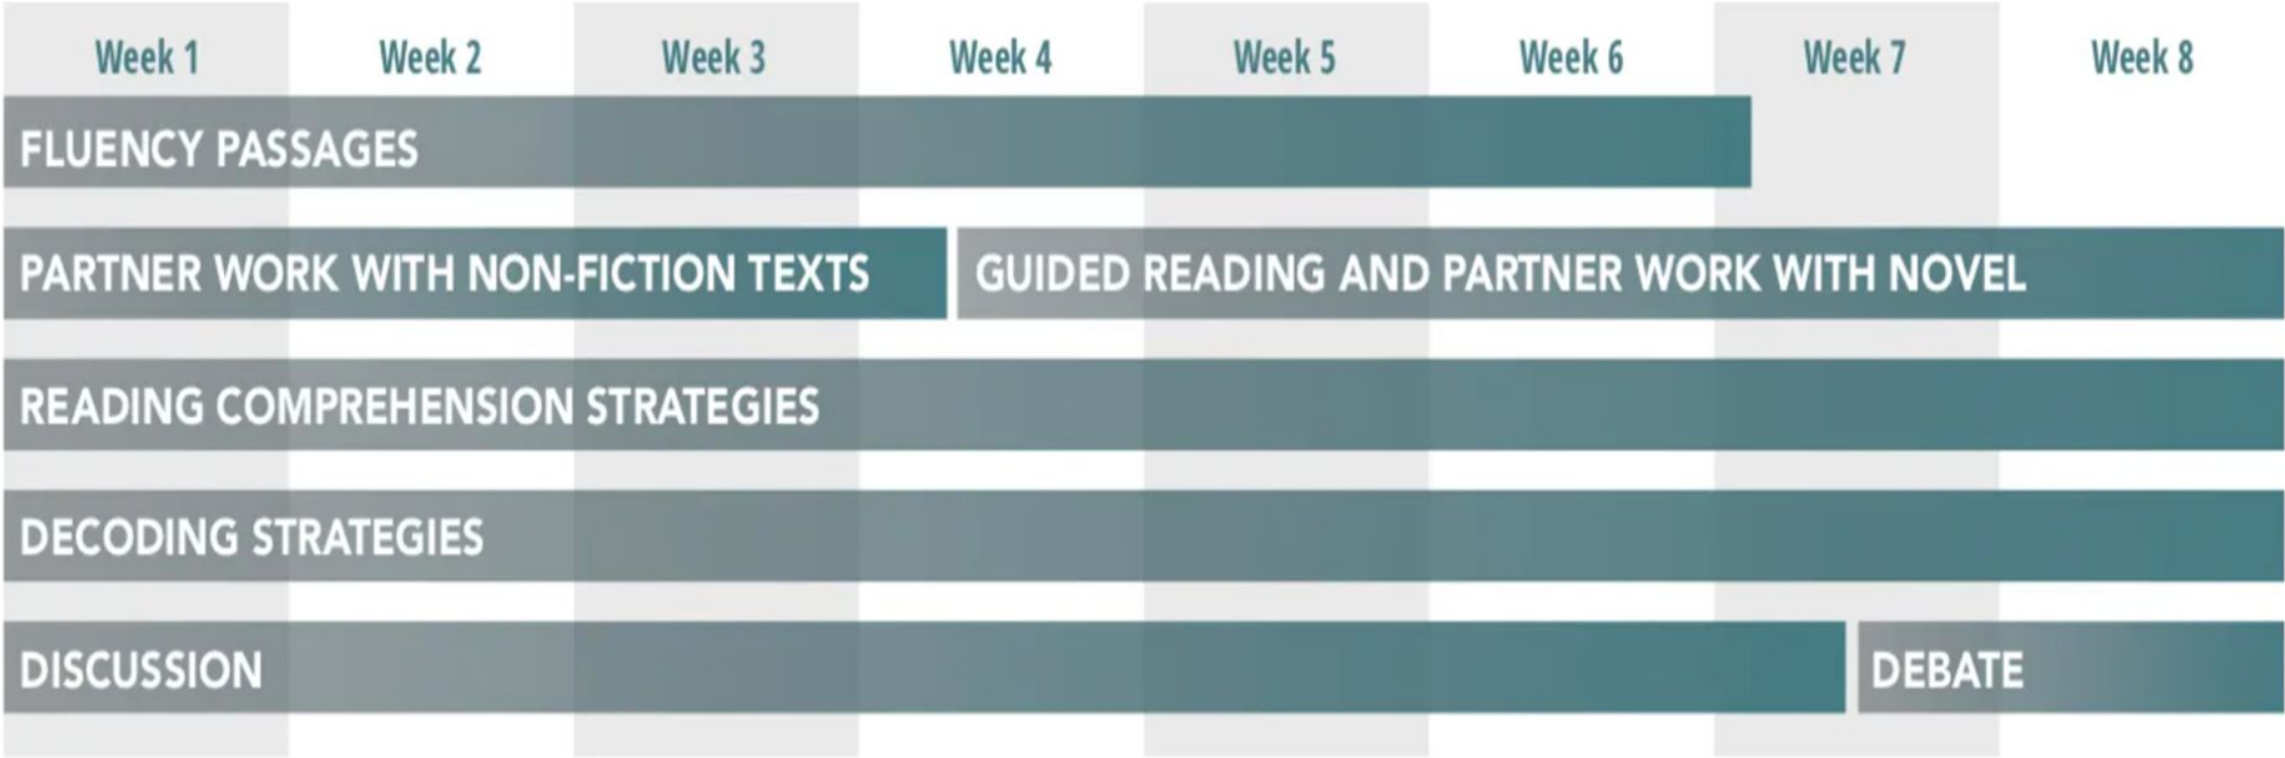 Week 1 Week 2 Week 3 Week 4 Week 5 Week 6 Week 7 Week 8
FLUENCY PASSAGES
PARTNER WORK WITH NON-FICTION TEXTS GUIDED READING AND PARTNER WORK WITH NOVEL
READING COMPREHENSION STRATEGIES
DECODING STRATEGIES
DISCUSSION DEBATE